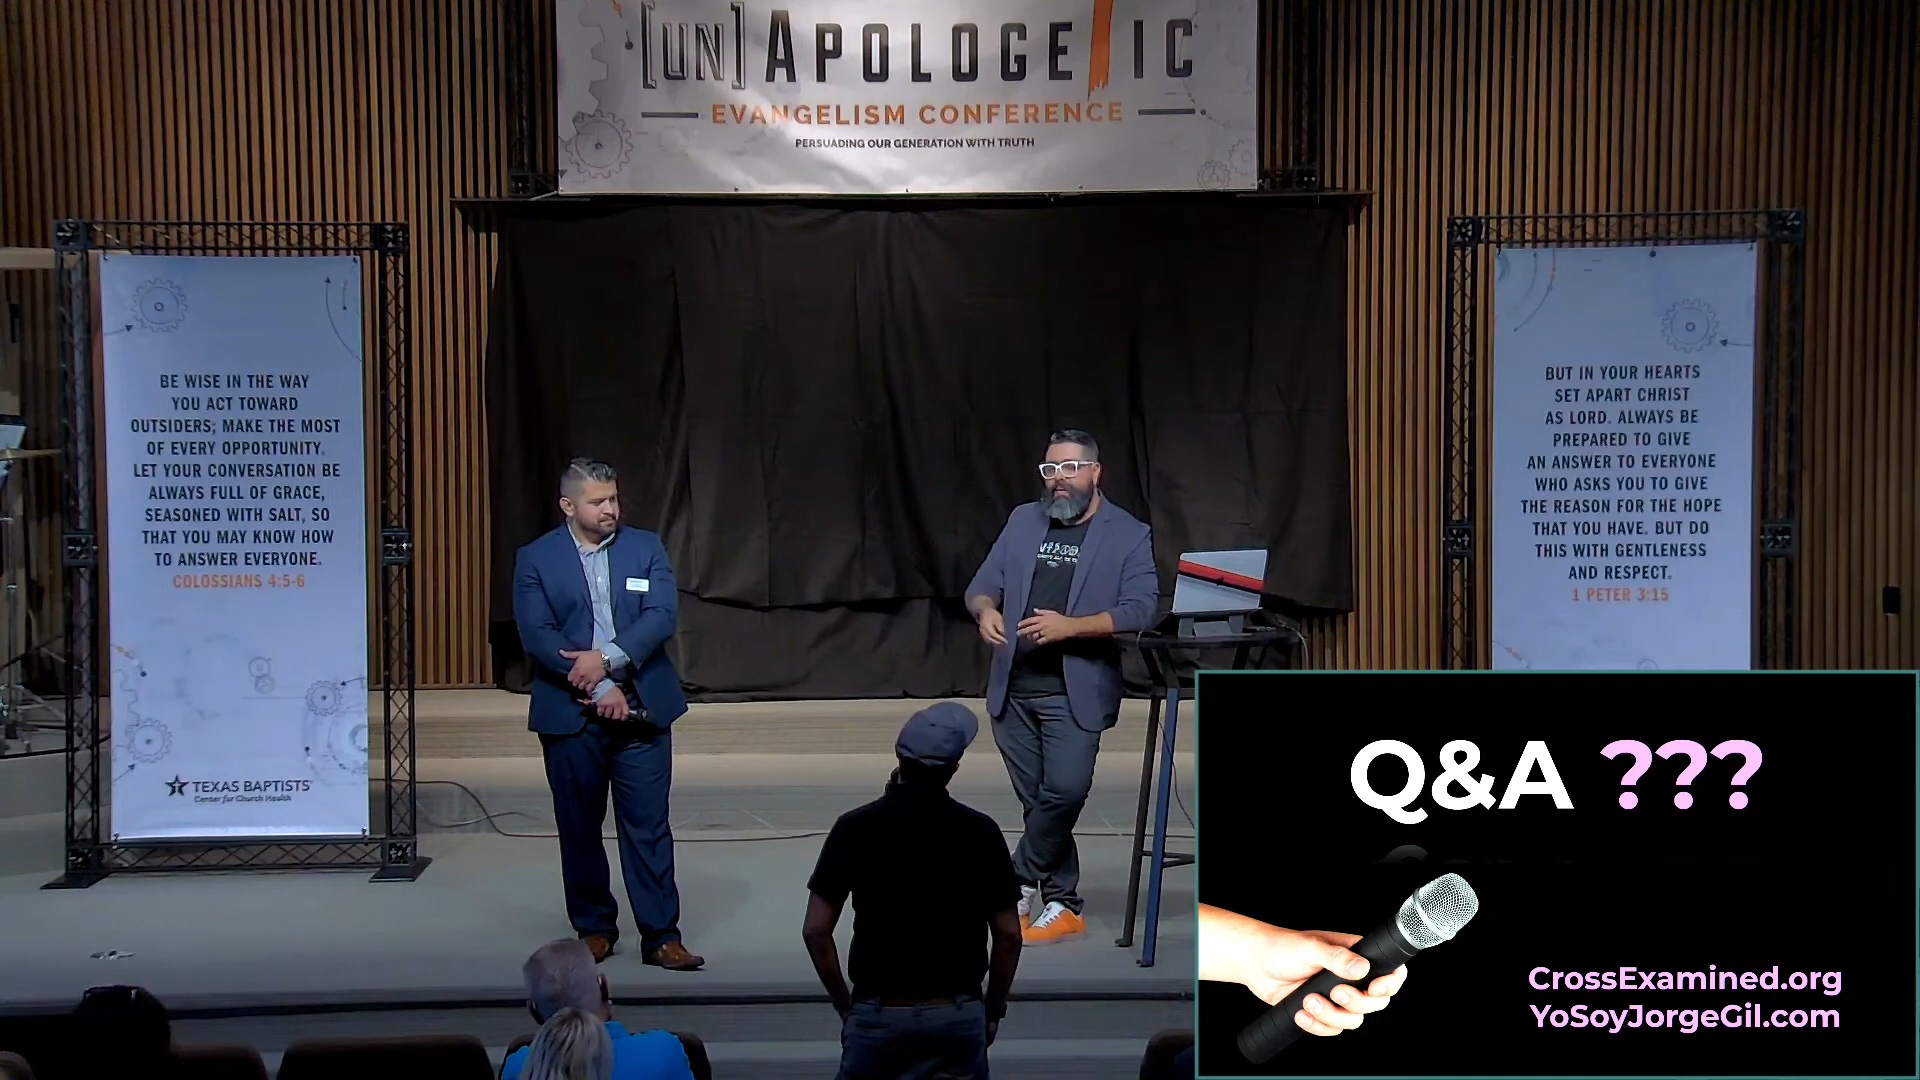 [UN]APOLOGETIC
EVANGELISM CONFERENCE
PERSUADING OUR GENERATION WITH TRUTH
BE WISE IN THE WAY
YOU ACT TOWARD
OUTSIDERS; MAKE THE MOST
OF EVERY OPPORTUNITY.
LET YOUR CONVERSATION BE
ALWAYS FULL OF GRACE,
SEASONED WITH SALT, SO
THAT YOU MAY KNOW HOW
TO ANSWER EVERYONE.
COLOSSIANS 4:5-6
TEXAS BAPTISTS
Center for Church Health
BUT IN YOUR HEARTS
SET APART CHRIST
AS LORD. ALWAYS BE
PREPARED TO GIVE
AN ANSWER TO EVERYONE
WHO ASKS YOU TO GIVE
THE REASON FOR THE HOPE
THAT YOU HAVE. BUT DO
THIS WITH GENTLENESS
AND RESPECT.
1 PETER 3:15
Q&A ???
CrossExamined.org
YoSoyJorgeGil.com